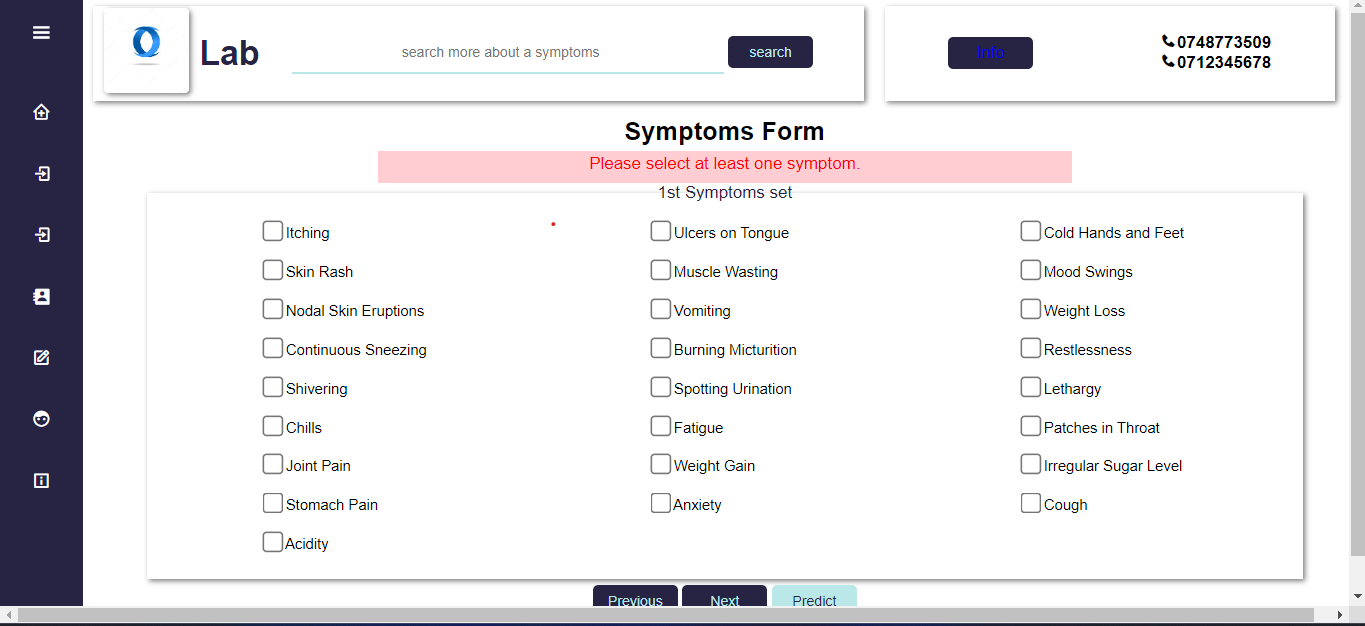 Lab
search more about a symptoms
search
Info
0748773509
0712345678
Symptoms Form
Please select at least one symptom.
1st Symptoms set
Itching
Ulcers on Tongue
Cold Hands and Feet
Skin Rash
Muscle Wasting
Mood Swings
Nodal Skin Eruptions
Vomiting
Weight Loss
Continuous Sneezing
Burning Micturition
Restlessness
Shivering
Spotting Urination
Lethargy
Chills
Fatigue
Patches in Throat
Joint Pain
Weight Gain
Irregular Sugar Level
Stomach Pain
Anxiety
Cough
Acidity
Previous
Next
Predict